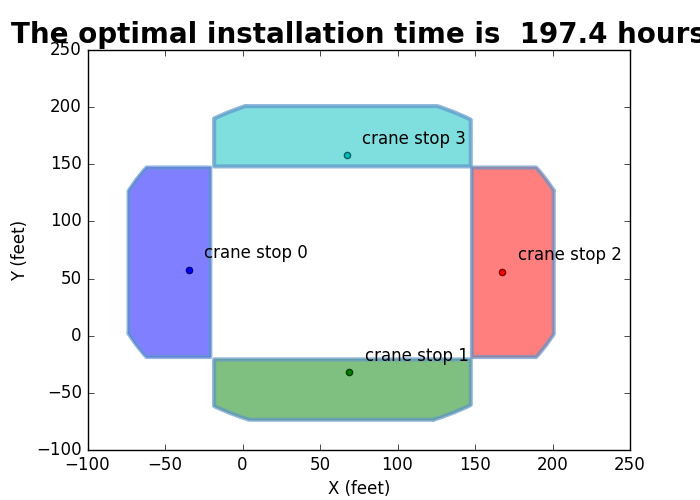 The optimal installation time is  197.4 hours
250
200
150
100
50
0
−50
−100
Y (feet)
crane stop 3
crane stop 0
crane stop 2
crane stop 1
−100 −50 0 50 100 150 200 250
X (feet)